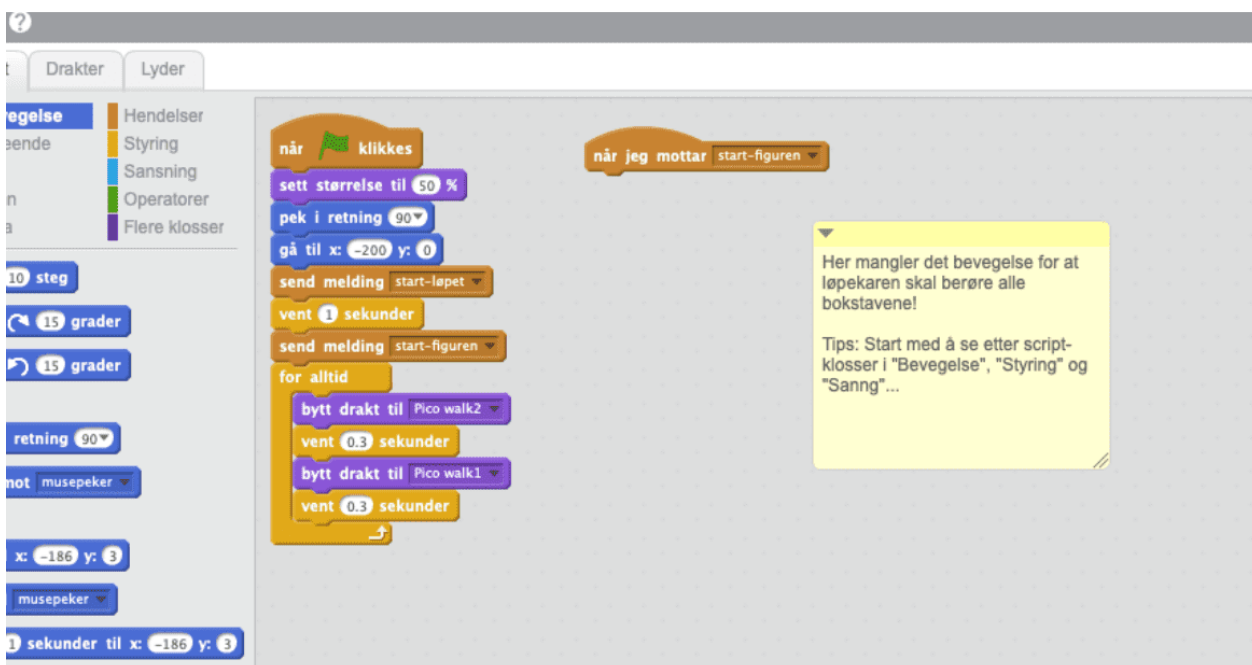 ?
t Drakter Lyder
vegelse Hendelser
eende Styring
Sansning
n Operatorer
a Flere klosser
10 steg
15 grader
15 grader
retning 90
mot musepeker
x: -186 y: 3
musepeker
1 sekunder til x: -186 y: 3
når klikkes
sett størrelse til 50 %
pek i retning 90
gå til x: -200 y: 0
send melding start-løpet
vent 1 sekunder
send melding start-figuren
for alltid
bytt drakt til Pico walk2
vent 0.3 sekunder
bytt drakt til Pico walk1
vent 0.3 sekunder
når jeg mottar start-figuren
Her mangler det bevegelse for at
løpekaren skal berøre alle
bokstavene!
Tips: Start med å se etter script-
klosser i "Bevegelse", "Styring" og
"Sanng"...